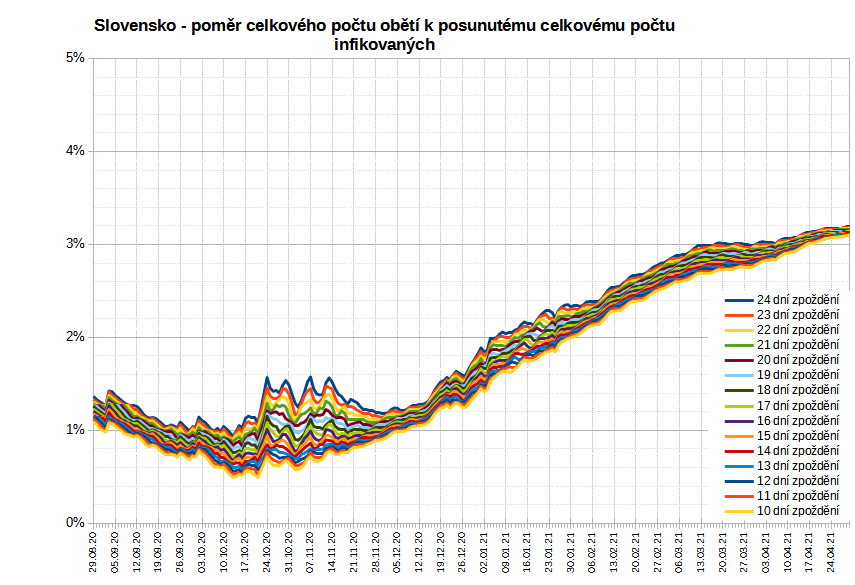 Slovensko - poměr celkového počtu obětí k posunutému celkovému počtu
infikovaných
5%
4%
3%
2%
1%
0%
24 dní zpoždění
23 dní zpoždění
22 dní zpoždění
21 dní zpoždění
20 dní zpoždění
19 dní zpoždění
18 dní zpoždění
17 dní zpoždění
16 dní zpoždění
15 dní zpoždění
14 dní zpoždění
13 dní zpoždění
12 dní zpoždění
11 dní zpoždění
10 dní zpoždění
29.08.20
05.09.20
12.09.20
19.09.20
26.09.20
03.10.20
10.10.20
17.10.20
24.10.20
31.10.20
07.11.20
14.11.20
21.11.20
28.11.20
05.12.20
12.12.20
19.12.20
26.12.20
02.01.21
09.01.21
16.01.21
23.01.21
30.01.21
06.02.21
13.02.21
20.02.21
27.02.21
06.03.21
13.03.21
20.03.21
27.03.21
03.04.21
10.04.21
17.04.21
24.04.21